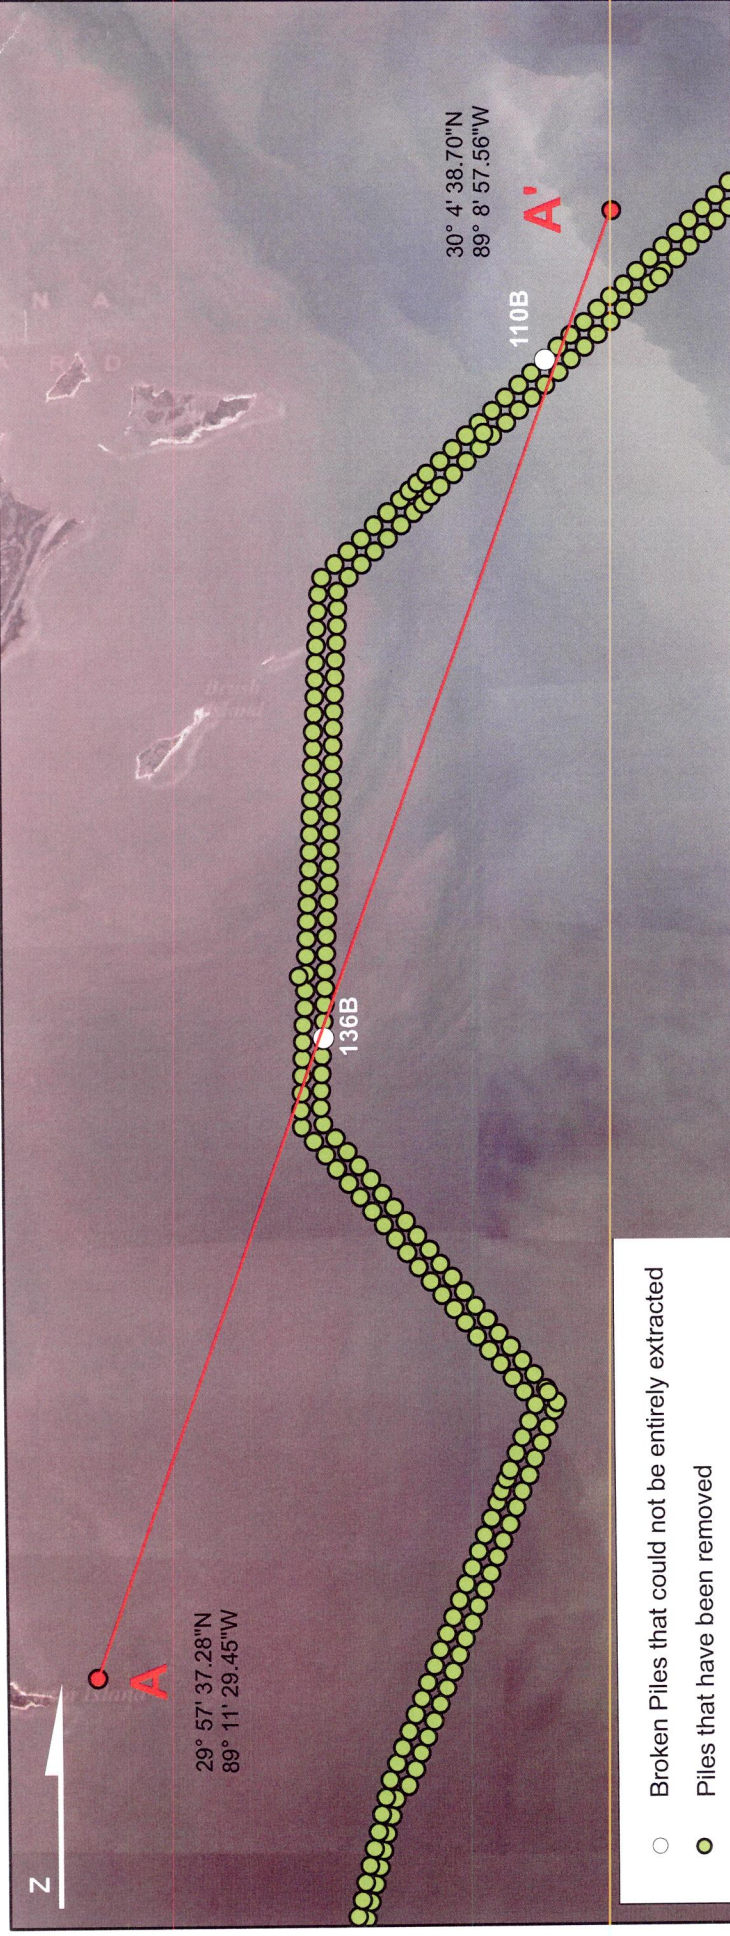 N
A
29° 57' 37.28"N
89° 11' 29.45"W
136B
110B
A'
30° 4' 38.70"N
89° 8' 57.56"W
Island
Broken Piles that could not be entirely extracted
Piles that have been removed